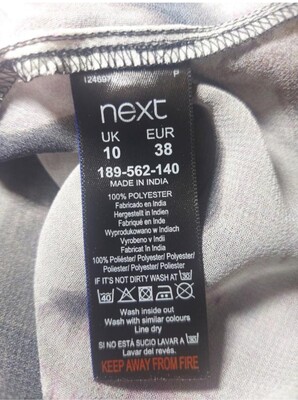 P
next
UK EUR
10 38
189-562-140
MADE IN INDIA
100% POLYESTER
Fabricado en India
Hergestellt in Indien
Fabriqué en Inde
Wyprodukowano w Indiach
Vyrobeno v Indii
Fabricat în India
100% Poliéster/ Polyester/ Polyester/
Polyester/ Poliester/ Polyester/ Poliester
IF IT'S NOT DIRTY WASH AT 30
40
Wash inside out
Wash with similar colours
Line dry
SI NO ESTÁ SUCIO LAVAR A 30
Lavar del revés.
KEEP AWAY FROM FIRE